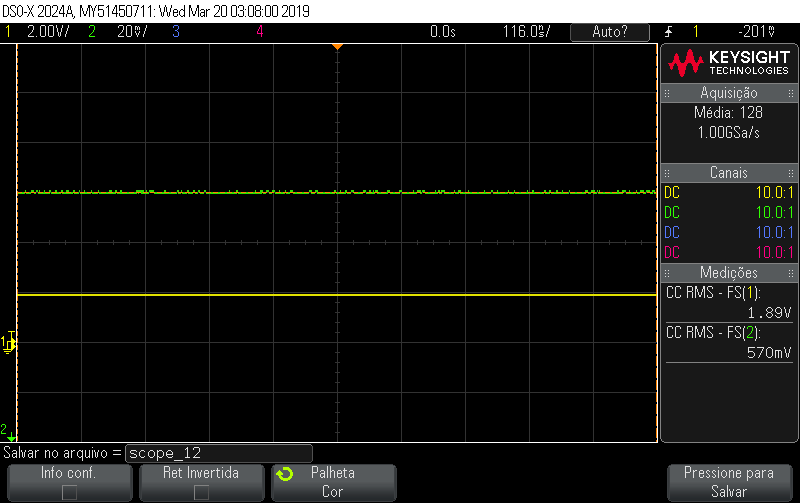 DSO-X 2024A, MY51450711: Wed Mar 20 03:08:00 2019
1 2.00V/ 2 20V/ 3 4 0.0s 116.0s/ Auto? 1 -201V
KEYSIGHT
TECHNOLOGIES
Aquisição
Média: 128
1.00GSa/s
Canais
DC 10.0:1
DC 10.0:1
DC 10.0:1
DC 10.0:1
Medições
CC RMS - FS(1):
1.89V
CC RMS - FS(2):
570mV
1
2
Salvar no arquivo = scope_12
Info conf.
Ret Invertida
Palheta
Cor
Pressione para
Salvar